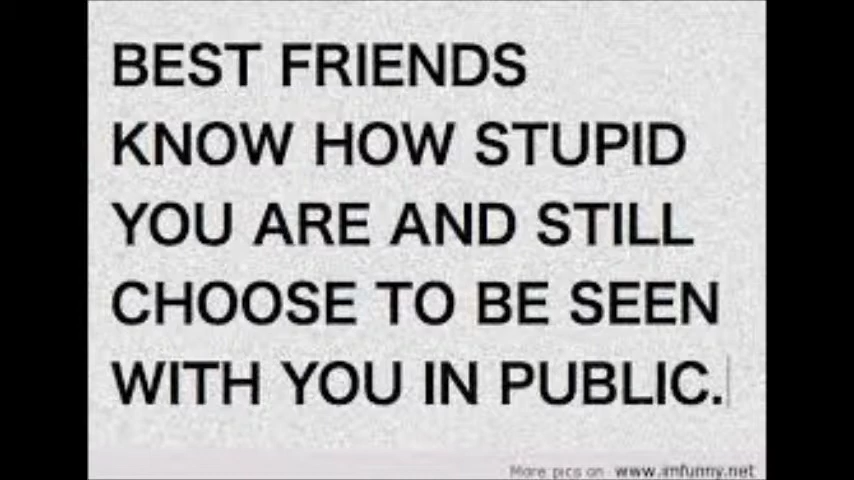 BEST FRIENDS
KNOW HOW STUPID
YOU ARE AND STILL
CHOOSE TO BE SEEN
WITH YOU IN PUBLIC.
More pics on www.imfunny.net